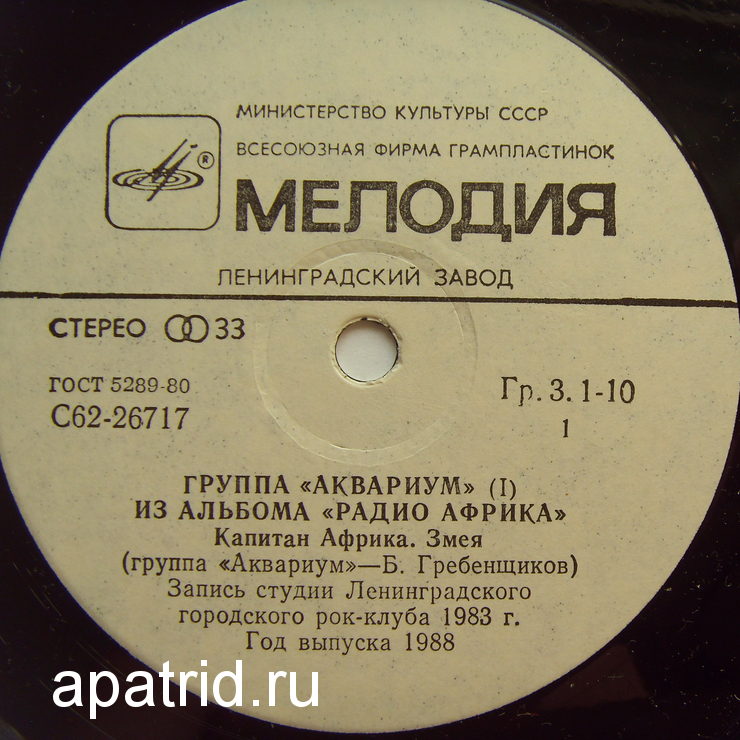 МИНИСТЕРСТВО КУЛЬТУРЫ СССР
ВСЕСОЮЗНАЯ ФИРМА ГРАМПЛАСТИНОК
®
МЕЛОДИЯ
ЛЕНИНГРАДСКИЙ ЗАВОД
СТЕРЕО 33
ГОСТ 5289-80
С62-26717
Гр. 3. 1-10
1
ГРУППА «АКВАРИУМ» (I)
ИЗ АЛЬБОМА «РАДИО АФРИКА»
Капитан Африка. Змея
(группа «Аквариум»—Б. Гребенщиков)
Запись студии Ленинградского
городского рок-клуба 1983 г.
Год выпуска 1988
apatrid.ru